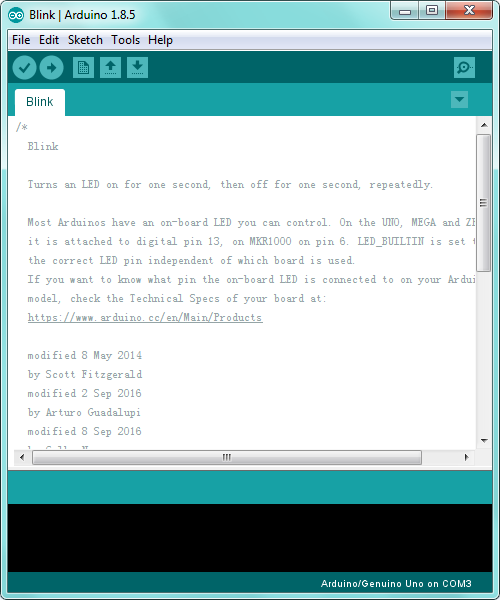 Blink | Arduino 1.8.5
File Edit Sketch Tools Help
Blink
/*
Blink
Turns an LED on for one second, then off for one second, repeatedly.
Most Arduinos have an on-board LED you can control. On the UNO, MEGA and
it is attached to digital pin 13, on MKR1000 on pin 6. LED_BUILTIN is set
the correct LED pin independent of which board is used.
If you want to know what pin the on-board LED is connected to on your
model, check the Technical Specs of your board at:
https://www.arduino.cc/en/Main/Products
modified 8 May 2014
by Scott Fitzgerald
modified 2 Sep 2016
by Arturo Guadalupi
modified 8 Sep 2016
Arduino/Genuino Uno on COM3